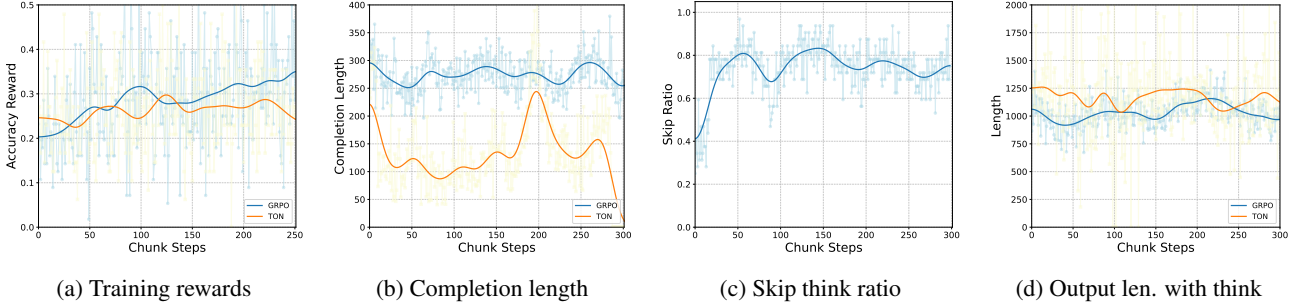 0.5
0.4
0.3
0.2
0.1
0.0
Accuracy Reward
0 50 100 150 200 250
Chunk Steps
GRPO
TON
(a) Training rewards
400
350
300
250
200
150
100
50
0
Completion Length
0 50 100 150 200 250 300
Chunk Steps
GRPO
TON
(b) Completion length
1.0
0.8
0.6
0.4
0.2
0.0
Skip Ratio
0 50 100 150 200 250 300
Chunk Steps
(c) Skip think ratio
2000
1750
1500
1250
1000
750
500
250
0
Length
0 50 100 150 200 250 300
Chunk Steps
GRPO
TON
(d) Output len. with think